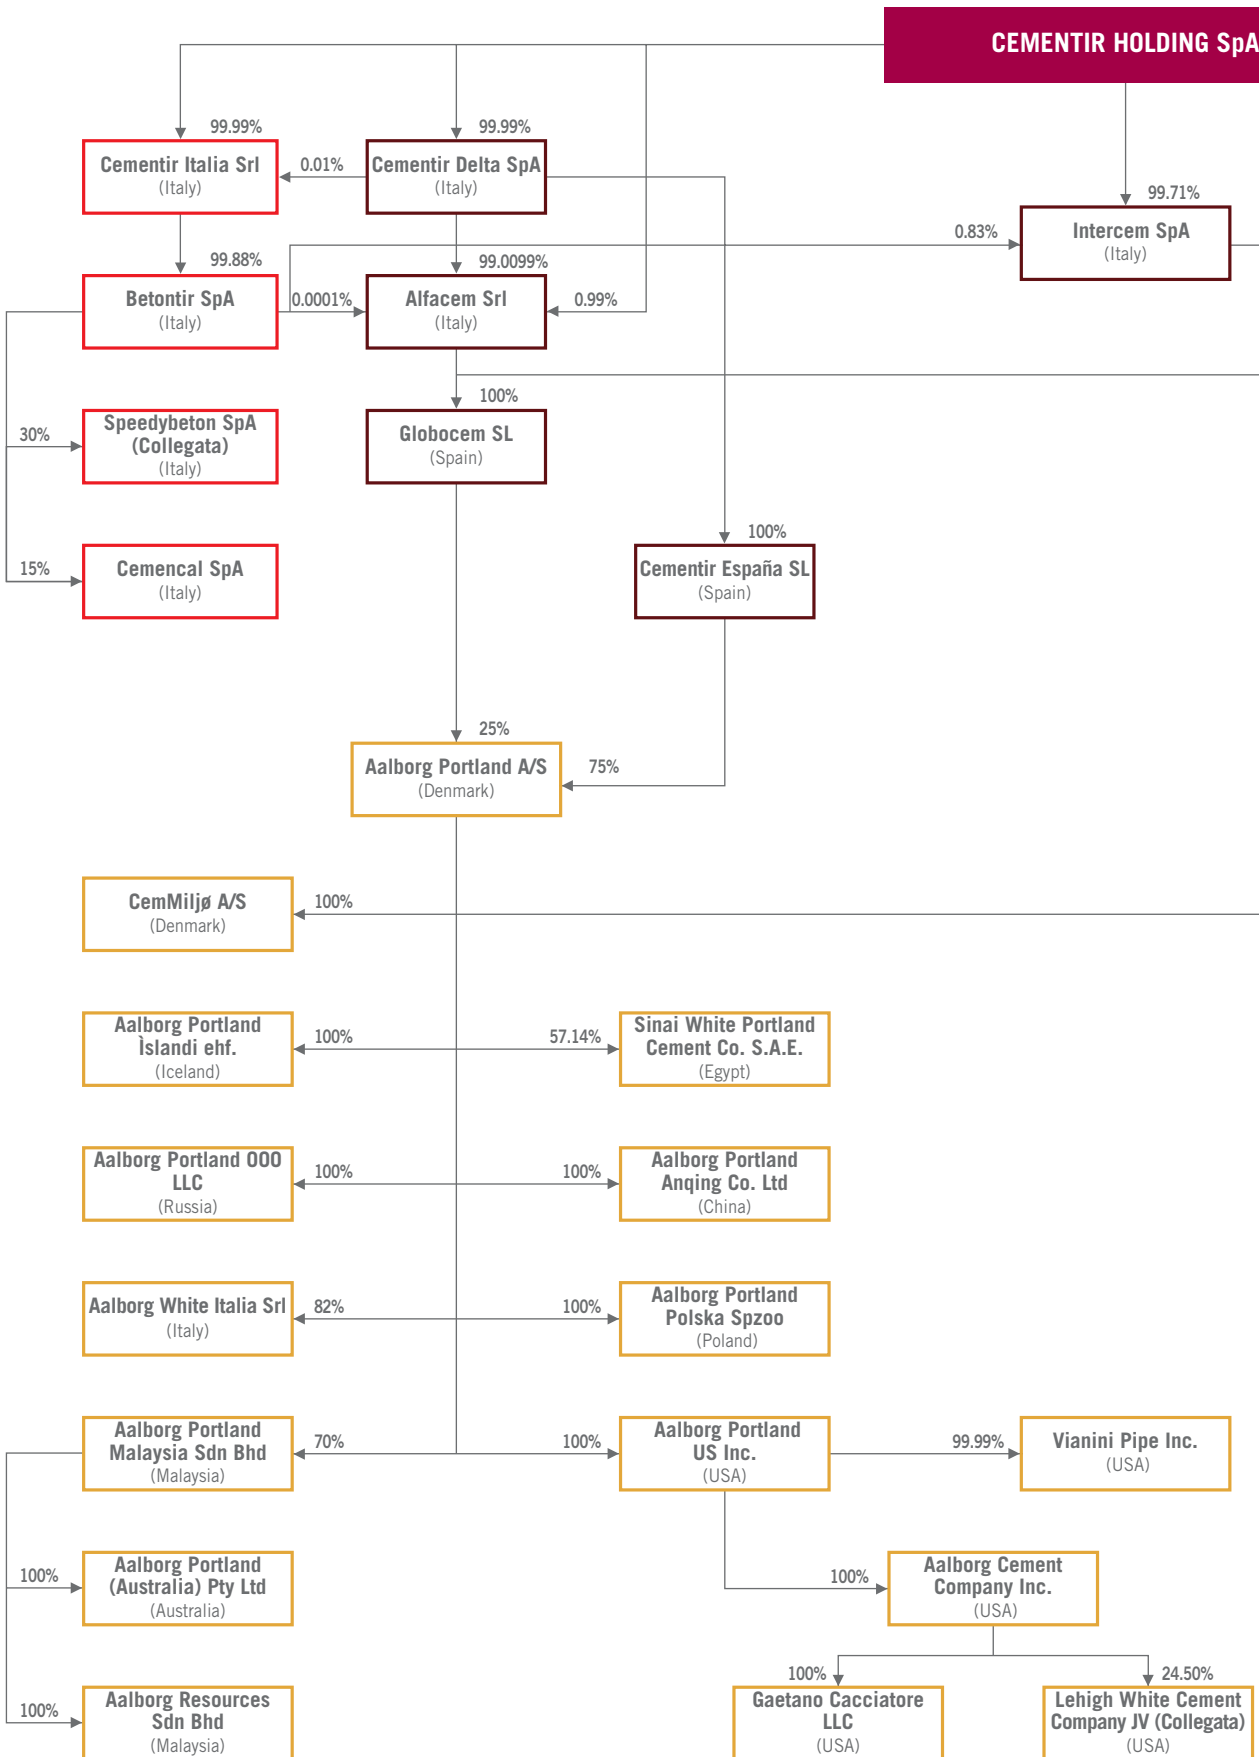 CEMENTIR HOLDING SpA
99.99%
Cementir Italia Srl
(Italy)
0.01%
99.99%
Cementir Delta SpA
(Italy)
99.71%
Intercem SpA
(Italy)
0.83%
99.88%
Betontir SpA
(Italy)
0.0001%
99.0099%
Alfacem Srl
(Italy)
0.99%
30%
Speedybeton SpA
(Collegata)
(Italy)
100%
Globocem SL
(Spain)
15%
Cemencal SpA
(Italy)
100%
Cementir España SL
(Spain)
25%
Aalborg Portland A/S
(Denmark)
75%
CemMiljø A/S
(Denmark)
100%
Aalborg Portland
Ìslandi ehf.
(Iceland)
100%
57.14%
Sinai White Portland
Cement Co. S.A.E.
(Egypt)
Aalborg Portland OOO
LLC
(Russia)
100%
100%
Aalborg Portland
Anqing Co. Ltd
(China)
Aalborg White Italia Srl
(Italy)
82%
100%
Aalborg Portland
Polska Spzoo
(Poland)
Aalborg Portland
Malaysia Sdn Bhd
(Malaysia)
70%
100%
Aalborg Portland
US Inc.
(USA)
99.99%
Vianini Pipe Inc.
(USA)
100%
Aalborg Portland
(Australia) Pty Ltd
(Australia)
100%
Aalborg Cement
Company Inc.
(USA)
100%
Aalborg Resources
Sdn Bhd
(Malaysia)
100%
Gaetano Cacciatore
LLC
(USA)
24.50%
Lehigh White Cement
Company JV (Collegata)
(USA)